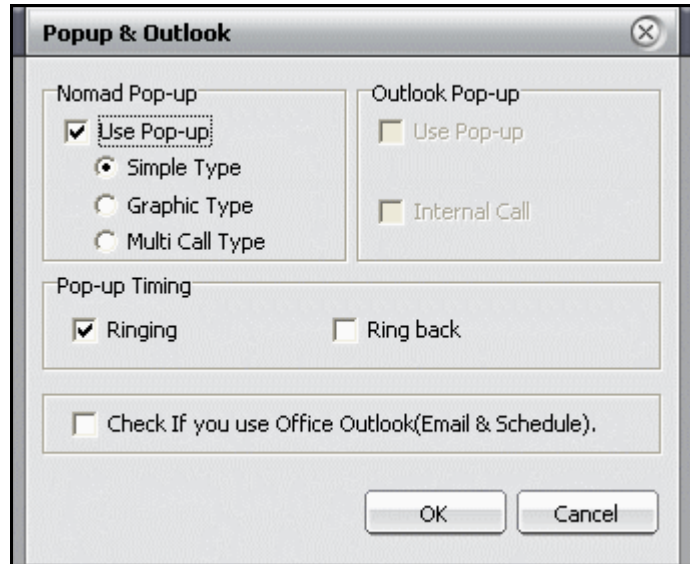 Popup & Outlook
Nomad Pop-up
Use Pop-up
Simple Type
Graphic Type
Multi Call Type
Outlook Pop-up
Use Pop-up
Internal Call
Pop-up Timing
Ringing
Ring back
Check If you use Office Outlook(Email & Schedule).
OK
Cancel